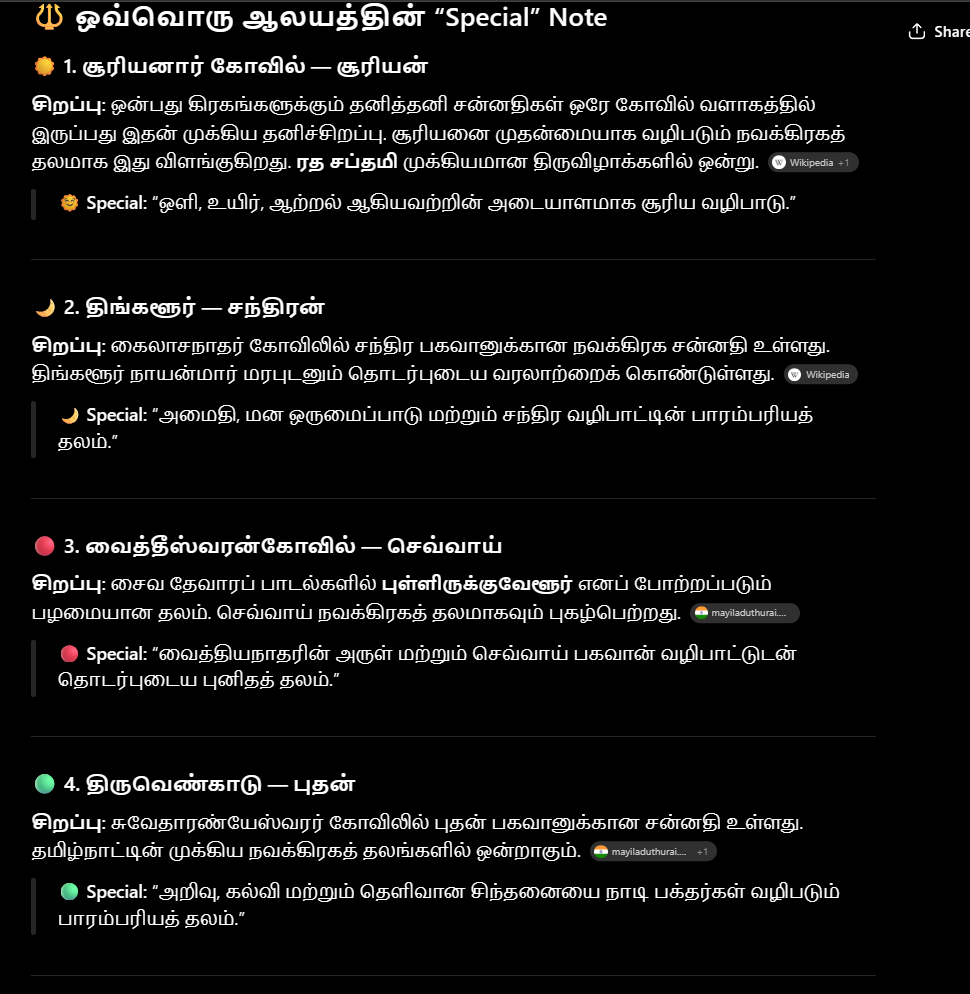 🔱 ஒவ்வொரு ஆலயத்தின் “Special” Note
Share
🌞 1. சூரியனார் கோவில் — சூரியன்
சிறப்பு: ஒன்பது கிரகங்களுக்கும் தனித்தனி சன்னதிகள் ஒரே கோவில் வளாகத்தில்
இருப்பது இதன் முக்கிய தனிச்சிறப்பு. சூரியனை முதன்மையாக வழிபடும் நவக்கிரகத்
தலமாக இது விளங்குகிறது. ரத சப்தமி முக்கியமான திருவிழாக்களில் ஒன்று. Wikipedia +1
🌞 Special: “ஒளி, உயிர், ஆற்றல் ஆகியவற்றின் அடையாளமாக சூரிய வழிபாடு.”
🌙 2. திங்களூர் — சந்திரன்
சிறப்பு: கைலாசநாதர் கோவிலில் சந்திர பகவானுக்கான நவக்கிரக சன்னதி உள்ளது.
திங்களூர் நாயன்மார் மரபுடனும் தொடர்புடைய வரலாற்றைக் கொண்டுள்ளது. Wikipedia
🌙 Special: “அமைதி, மன ஒருமைப்பாடு மற்றும் சந்திர வழிபாட்டின் பாரம்பரியத்
தலம்.”
🔴 3. வைத்தீஸ்வரன்கோவில் — செவ்வாய்
சிறப்பு: சைவ தேவாரப் பாடல்களில் புள்ளிருக்குவேளூர் எனப் போற்றப்படும்
பழமையான தலம். செவ்வாய் நவக்கிரகத் தலமாகவும் புகழ்பெற்றது. mayiladuthurai....
🔴 Special: “வைத்தியநாதரின் அருள் மற்றும் செவ்வாய் பகவான் வழிபாட்டுடன்
தொடர்புடைய புனிதத் தலம்.”
🟢 4. திருவெண்காடு — புதன்
சிறப்பு: சுவேதாரண்யேஸ்வரர் கோவிலில் புதன் பகவானுக்கான சன்னதி உள்ளது.
தமிழ்நாட்டின் முக்கிய நவக்கிரகத் தலங்களில் ஒன்றாகும். mayiladuthurai.... +1
🟢 Special: “அறிவு, கல்வி மற்றும் தெளிவான சிந்தனையை நாடி பக்தர்கள் வழிபடும்
பாரம்பரியத் தலம்.”